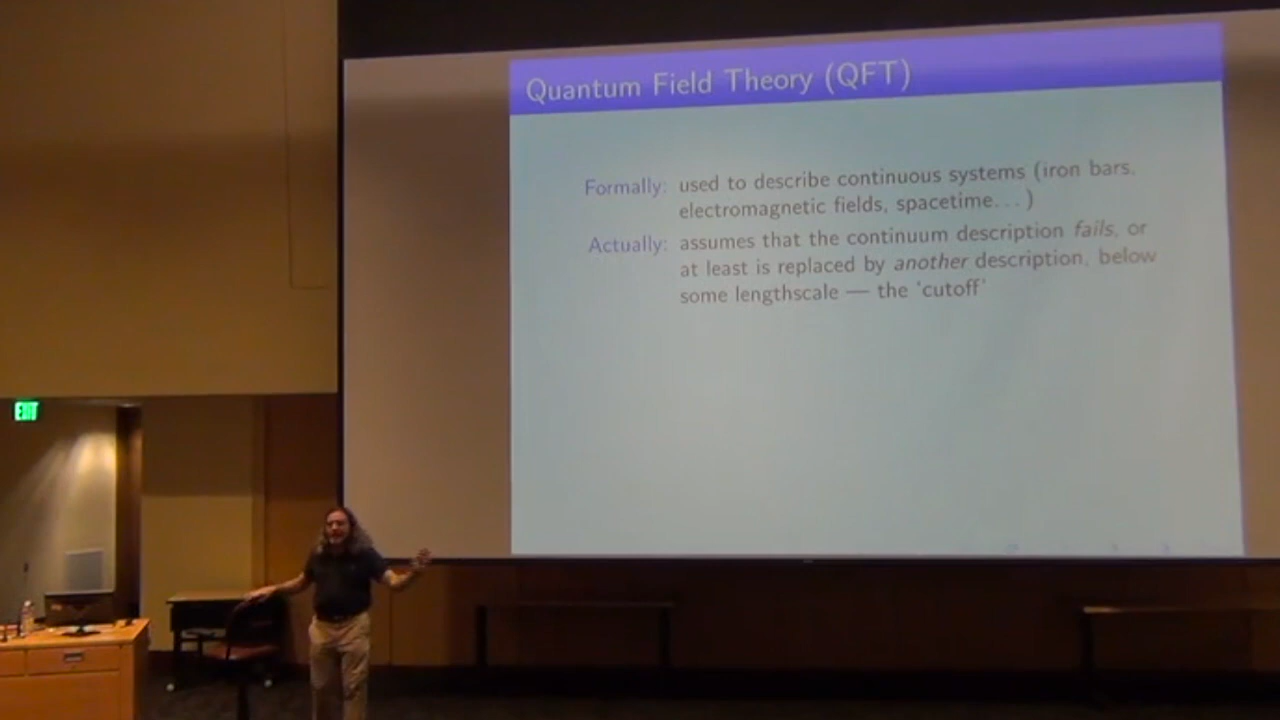 Quantum Field Theory (QFT)
Formally: used to describe continuous systems (iron bars,
electromagnetic fields, spacetime...)
Actually: assumes that the continuum description fails, or
at least is replaced by another description, below
some lengthscale — the 'cutoff'
EXIT